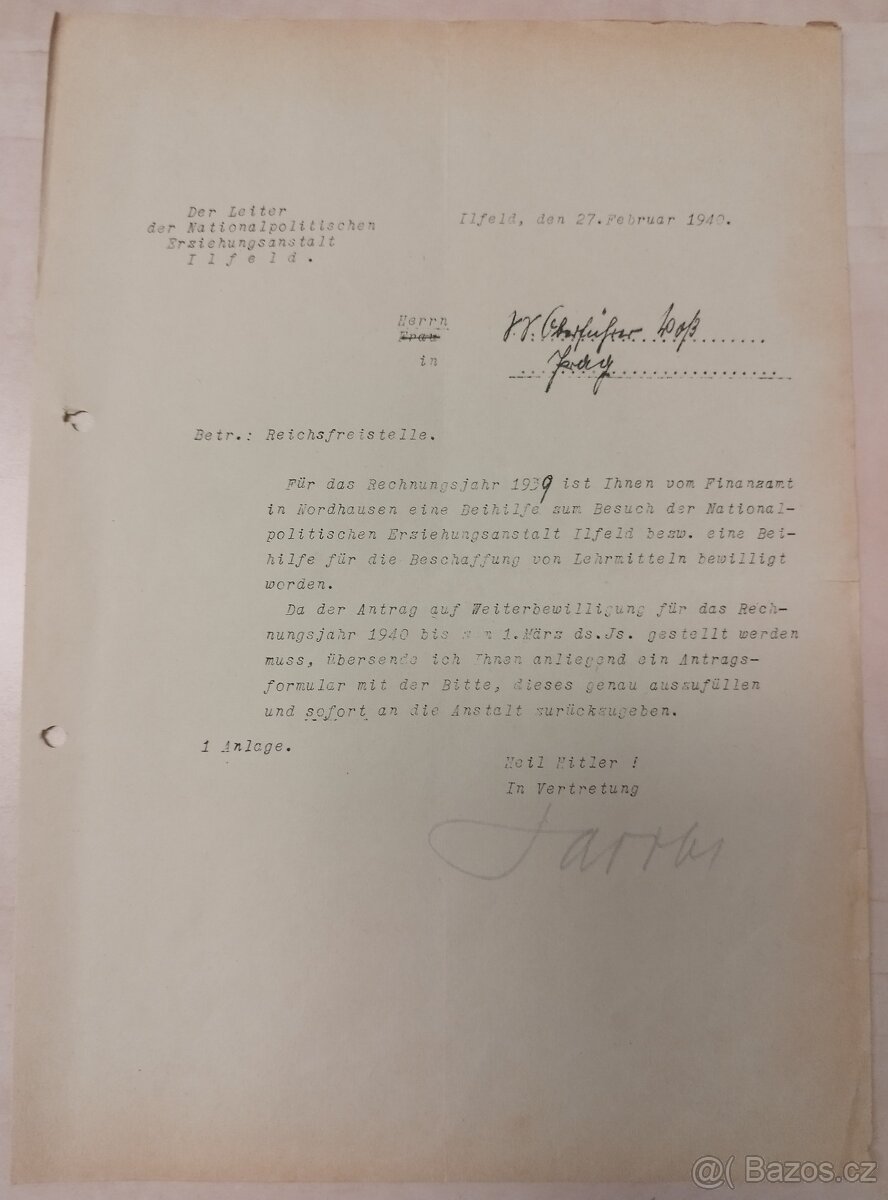 Der Leiter
der Nationalpolitischen
Erziehungsanstalt
Ilfeld.
Ilfeld, den 27.Februar 1940.
Herrn
Frau
in
SS. Oberführer Woß
Prag
Betr.: Reichsfreistelle.
Für das Rechnungsjahr 1939 ist Ihnen vom Finanzamt
in Nordhausen eine Beihilfe zum Besuch der National-
politischen Erziehungsanstalt Ilfeld bezw. eine Bei-
hilfe für die Beschaffung von Lehrmitteln bewilligt
worden.
Da der Antrag auf Weiterbewilligung für das Rech-
nungsjahr 1940 bis zum 1.März ds.Js. gestellt werden
muss, übersende ich Ihnen anliegend ein Antrags-
formular mit der Bitte, dieses genau auszufüllen
und sofort an die Anstalt zurückzugeben.
1 Anlage.
Heil Hitler !
In Vertretung
@( Bazos.cz